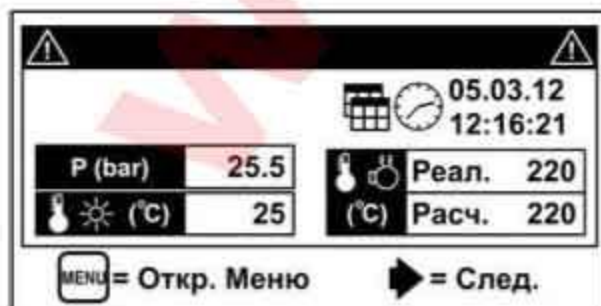 05.03.12
12:16:21
P (bar) 25.5
(°C) 25
Реал. 220
(°C) Расч. 220
MENU = Откр. Меню
= След.